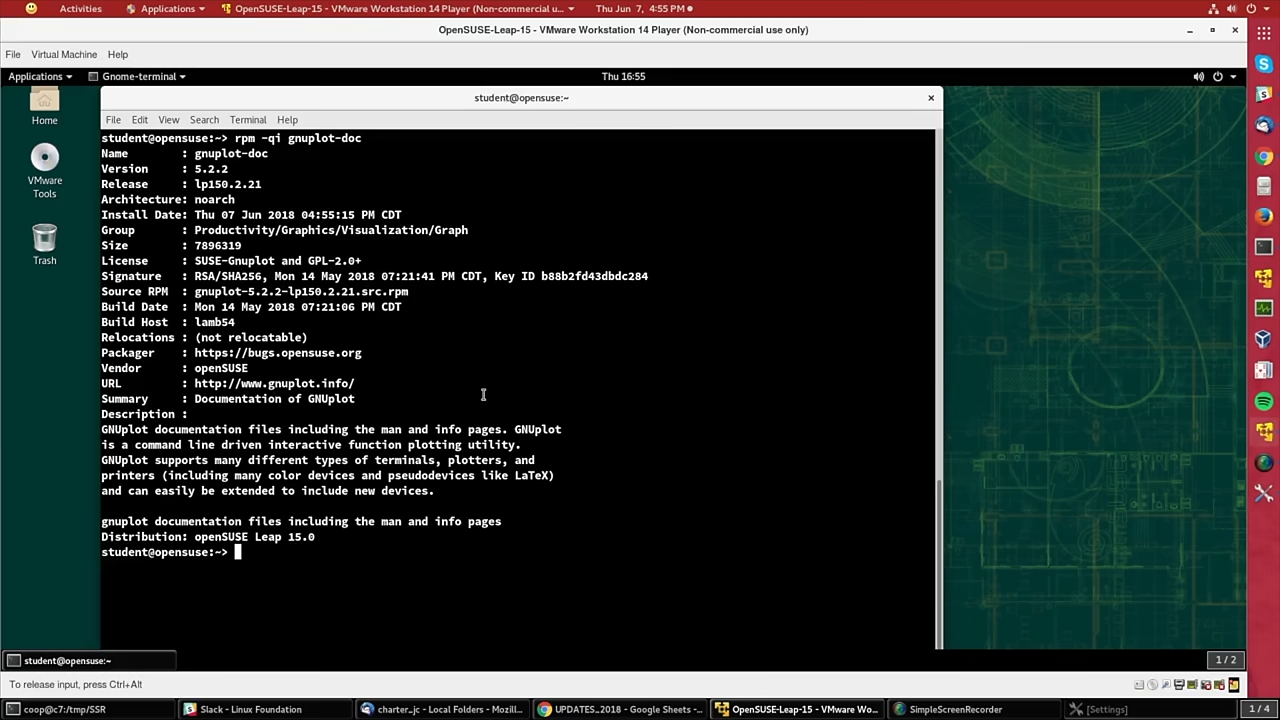 Activities Applications OpenSUSE-Leap-15 - VMware Workstation 14 Player (Non-commercial u... Thu Jun 7, 4:55 PM
OpenSUSE-Leap-15 - VMware Workstation 14 Player (Non-commercial use only)
File Virtual Machine Help
Applications Gnome-terminal Thu 16:55
student@opensuse:~
Home
VMware
Tools
Trash
File Edit View Search Terminal Help
student@opensuse:~> rpm -qi gnuplot-doc
Name : gnuplot-doc
Version : 5.2.2
Release : lp150.2.21
Architecture: noarch
Install Date: Thu 07 Jun 2018 04:55:15 PM CDT
Group : Productivity/Graphics/Visualization/Graph
Size : 7896319
License : SUSE-Gnuplot and GPL-2.0+
Signature : RSA/SHA256, Mon 14 May 2018 07:21:41 PM CDT, Key ID b88b2fd43dbdc284
Source RPM : gnuplot-5.2.2-lp150.2.21.src.rpm
Build Date : Mon 14 May 2018 07:21:06 PM CDT
Build Host : lamb54
Relocations : (not relocatable)
Packager : https://bugs.opensuse.org
Vendor : openSUSE
URL : http://www.gnuplot.info/
Summary : Documentation of GNUplot
Description :
GNUplot documentation files including the man and info pages. GNUplot
is a command line driven interactive function plotting utility.
GNUplot supports many different types of terminals, plotters, and
printers (including many color devices and pseudodevices like LaTeX)
and can easily be extended to include new devices.
gnuplot documentation files including the man and info pages
Distribution: openSUSE Leap 15.0
student@opensuse:~>
student@opensuse:~ 1 / 2
To release input, press Ctrl+Alt
coop@c7:/tmp/SSR Slack - Linux Foundation charter_jc - Local Folders - Mozill... UPDATES_2018 - Google Sheets -... OpenSUSE-Leap-15 - VMware Wo... SimpleScreenRecorder [Settings] 1 / 4